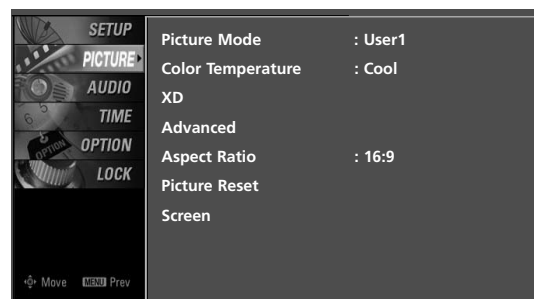 SETUP
PICTURE
AUDIO
TIME
OPTION
LOCK
Move MENU Prev
Picture Mode : User1
Color Temperature : Cool
XD
Advanced
Aspect Ratio : 16:9
Picture Reset
Screen